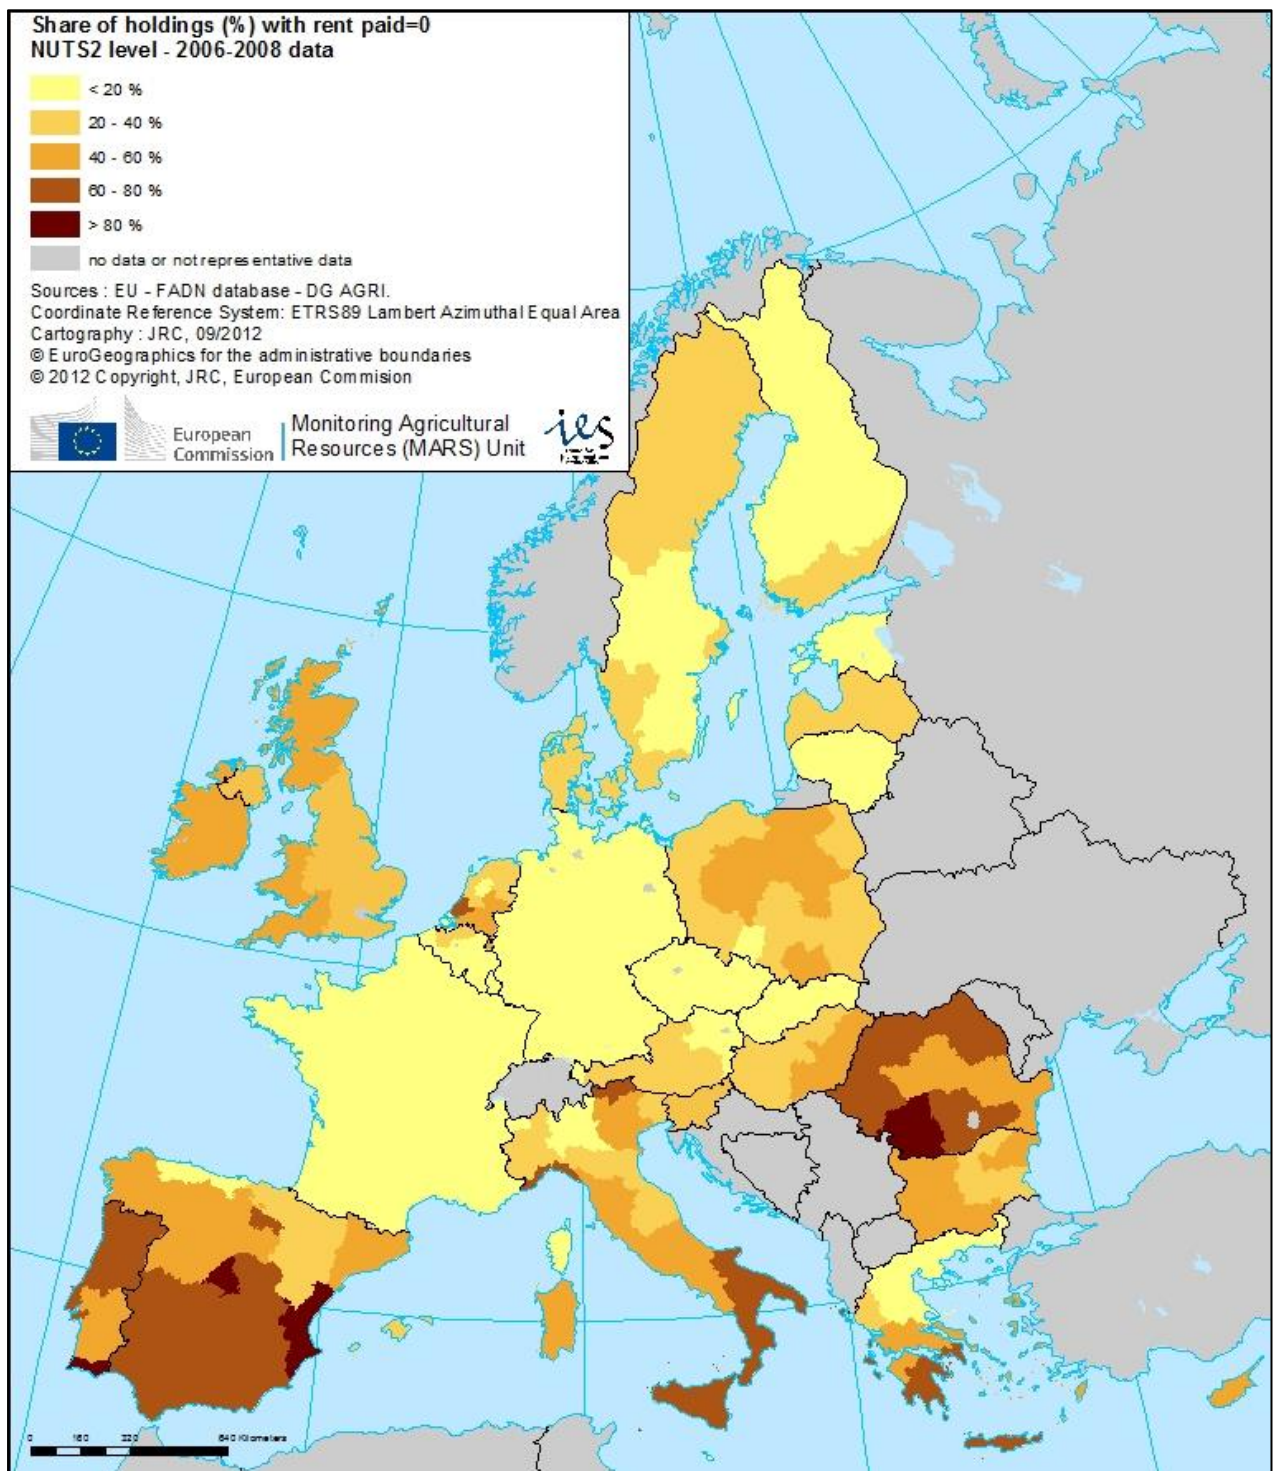 Share of holdings (%) with rent paid=0
NUTS2 level - 2006-2008 data
< 20 %
20 - 40 %
40 - 60 %
60 - 80 %
> 80 %
no data or not representative data
Sources : EU - FADN database - DG AGRI.
Coordinate Reference System: ETRS89 Lambert Azimuthal Equal Area
Cartography : JRC, 09/2012
© EuroGeographics for the administrative boundaries
© 2012 Copyright, JRC, European Commision
European
Commission
Monitoring Agricultural
Resources (MARS) Unit
ies
0 160 320 640 Kilometers